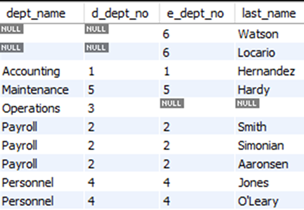 dept_name d_dept_no e_dept_no last_name
NULL NULL 6 Watson
NULL NULL 6 Locario
Accounting 1 1 Hernandez
Maintenance 5 5 Hardy
Operations 3 NULL NULL
Payroll 2 2 Smith
Payroll 2 2 Simonian
Payroll 2 2 Aaronsen
Personnel 4 4 Jones
Personnel 4 4 O'Leary